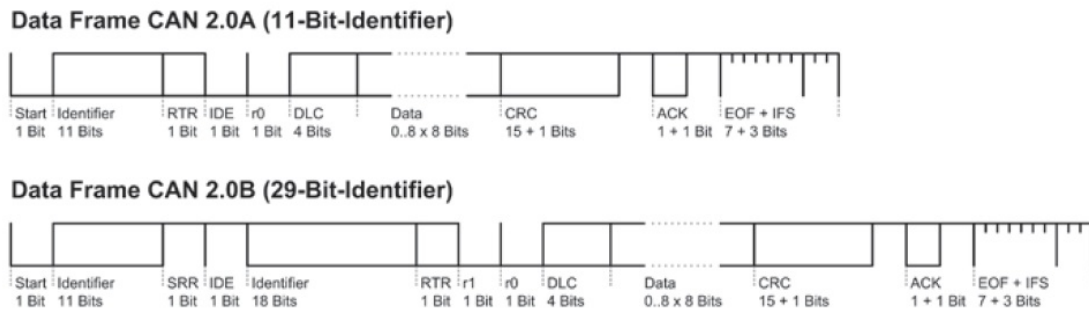 Data Frame CAN 2.0A (11-Bit-Identifier)
Start Identifier RTR IDE r0 DLC Data CRC ACK EOF + IFS
1 Bit 11 Bits 1 Bit 1 Bit 1 Bit 4 Bits 0..8 x 8 Bits 15 + 1 Bits 1 + 1 Bit 7 + 3 Bits
Data Frame CAN 2.0B (29-Bit-Identifier)
Start Identifier SRR IDE Identifier RTR r1 r0 DLC Data CRC ACK EOF + IFS
1 Bit 11 Bits 1 Bit 1 Bit 18 Bits 1 Bit 1 Bit 1 Bit 4 Bits 0..8 x 8 Bits 15 + 1 Bits 1 + 1 Bit 7 + 3 Bits